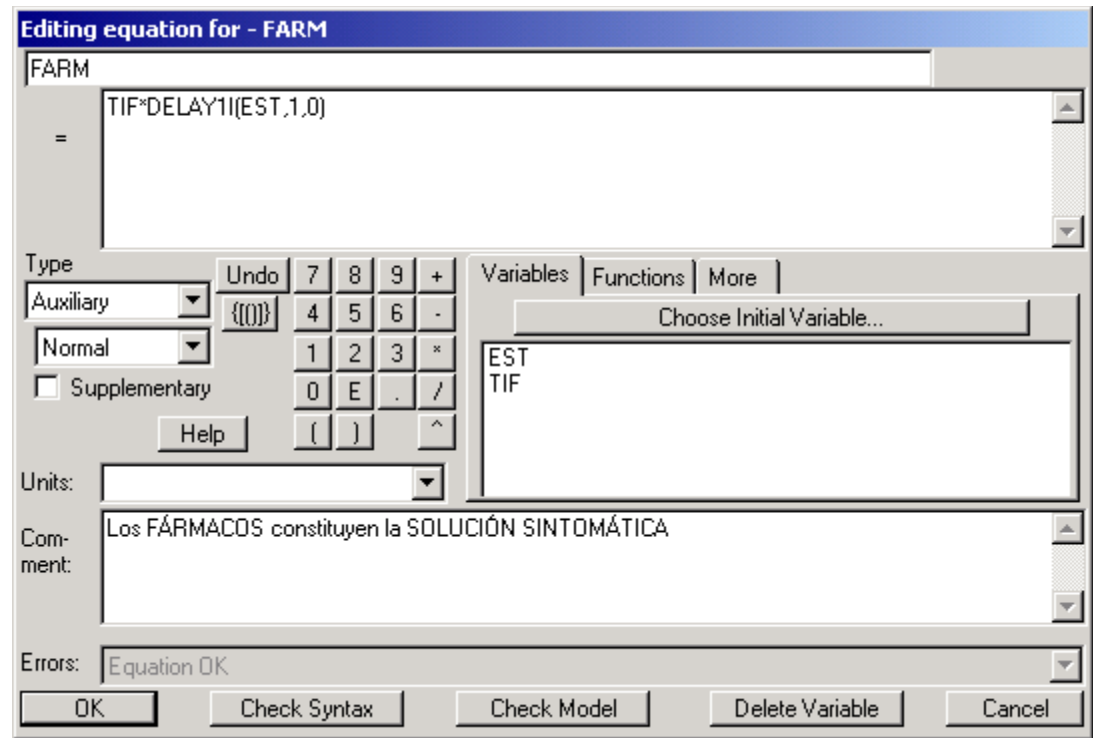 Editing equation for - FARM
FARM
=
TIF*DELAY1I(EST,1,0)
Type
Auxiliary
Normal
Supplementary
Help
Undo 7 8 9 +
{[()]} 4 5 6 -
1 2 3 *
0 E . /
( ) ^
Variables Functions More
Choose Initial Variable...
EST
TIF
Units:
Com-
ment:
Los FÁRMACOS constituyen la SOLUCIÓN SINTOMÁTICA
Errors: Equation OK
OK Check Syntax Check Model Delete Variable Cancel